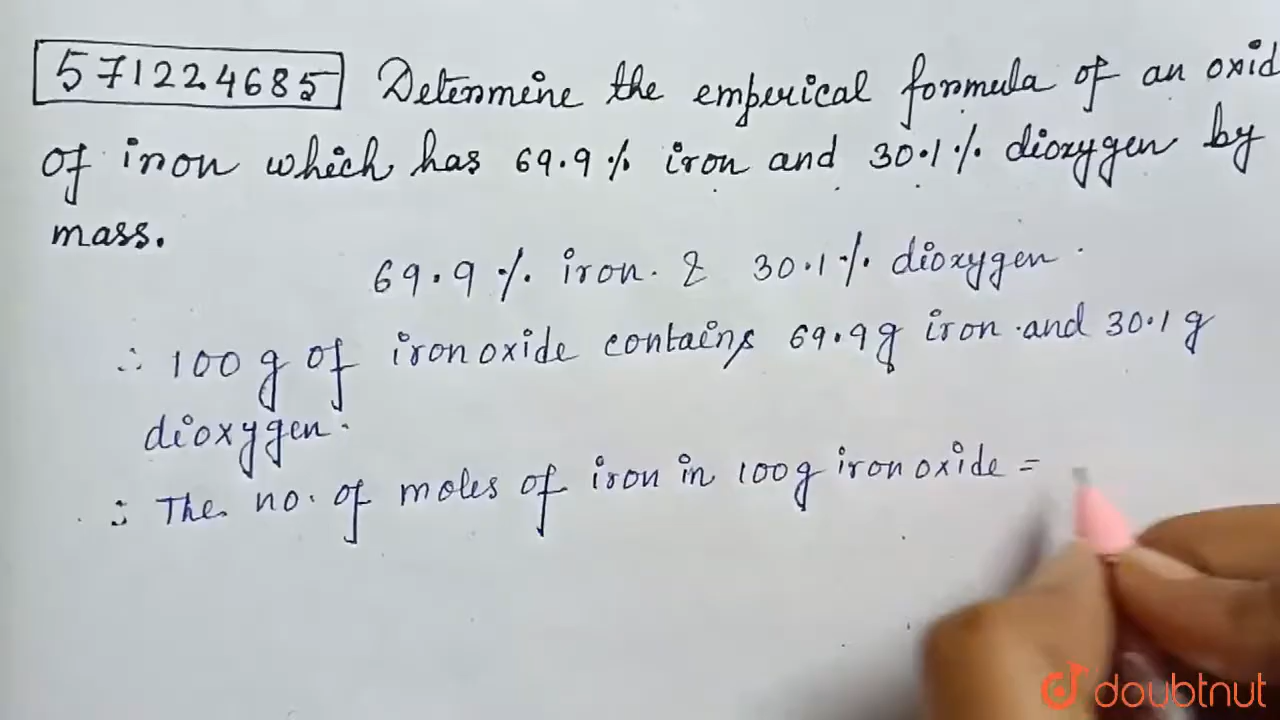 571224685 Determine the emperical formula of an oxid
of iron which has 69.9% iron and 30.1% dioxygen by
mass.
69.9% iron. & 30.1% dioxygen.
∴ 100 g of iron oxide contains 69.9g iron and 30.1 g
dioxygen.
∴ The no. of moles of iron in 100g iron oxide =
doubtnut